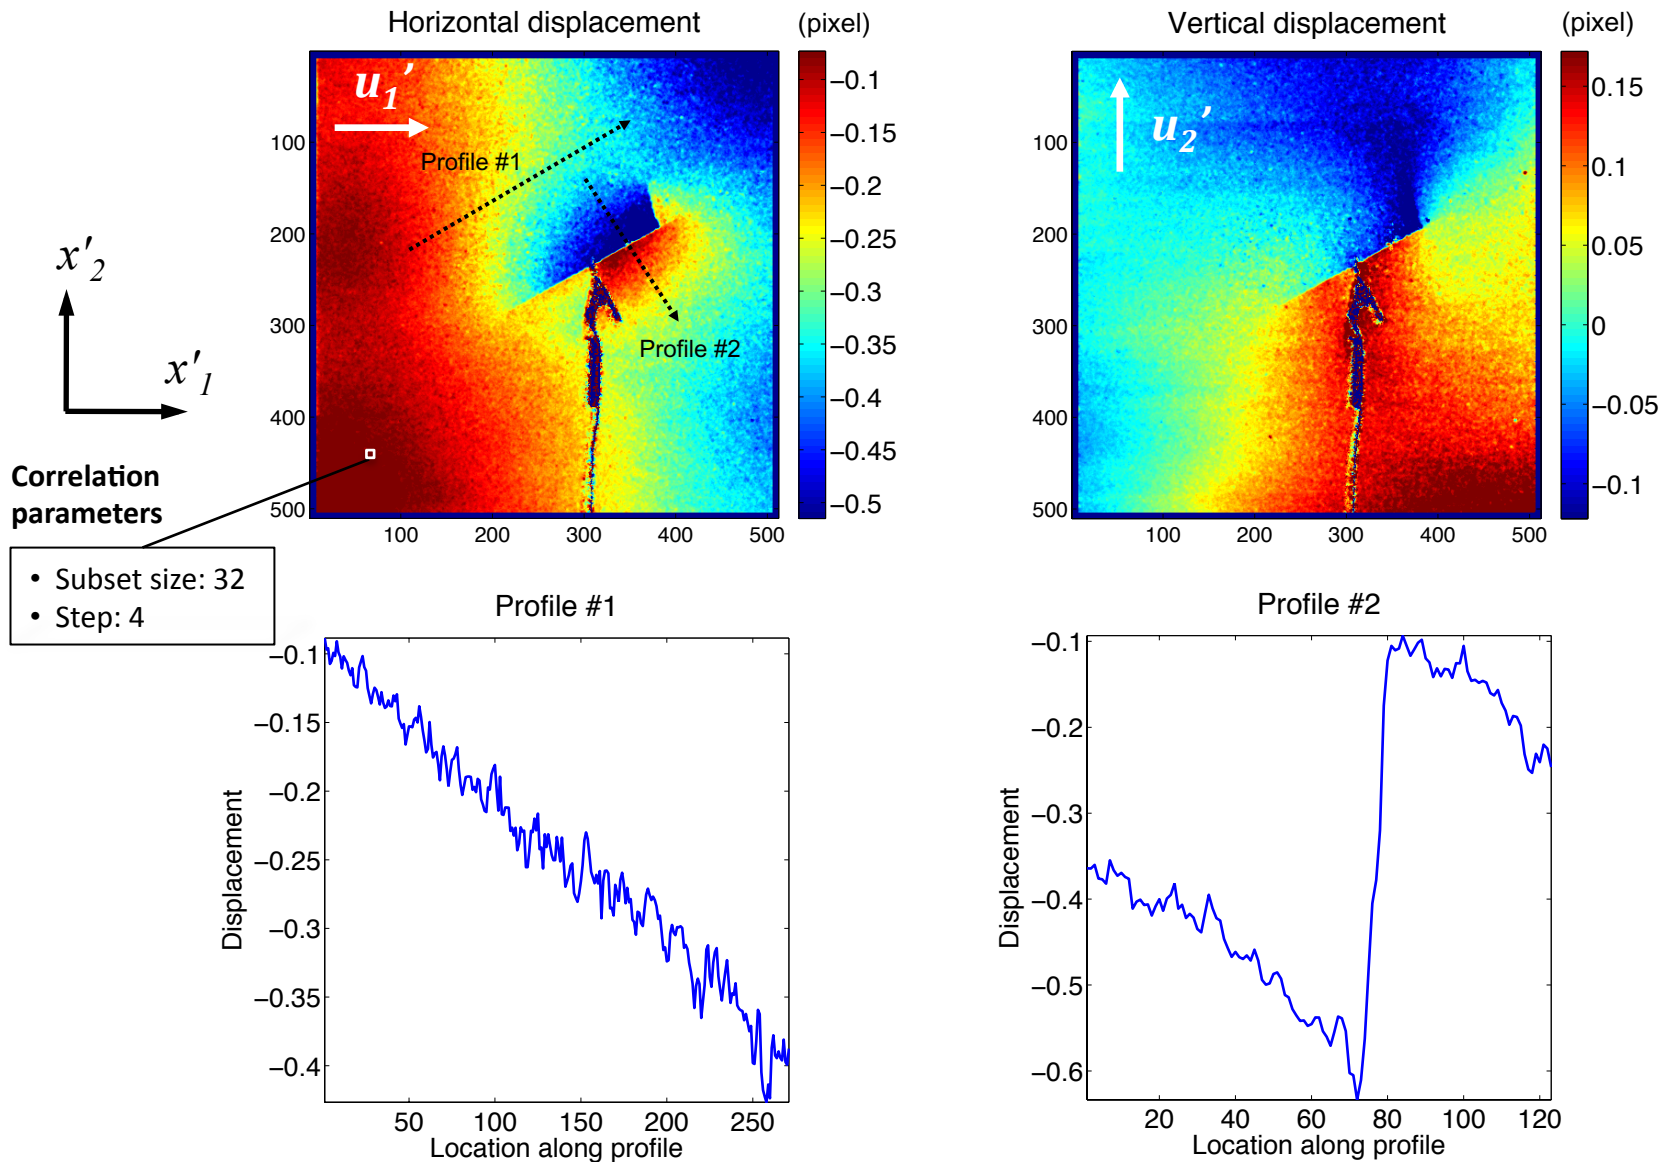 Horizontal displacement
(pixel)
u₁’
Profile #1
Profile #2
100
200
300
400
500
100
200
300
400
500
−0.1
−0.15
−0.2
−0.25
−0.3
−0.35
−0.4
−0.45
−0.5
Vertical displacement
(pixel)
u₂’
100
200
300
400
500
100
200
300
400
500
0.15
0.1
0.05
0
−0.05
−0.1
x′₂
x′₁
Correlation
parameters
• Subset size: 32
• Step: 4
Profile #1
Displacement
−0.1
−0.15
−0.2
−0.25
−0.3
−0.35
−0.4
50
100
150
200
250
Location along profile
Profile #2
Displacement
−0.1
−0.2
−0.3
−0.4
−0.5
−0.6
20
40
60
80
100
120
Location along profile